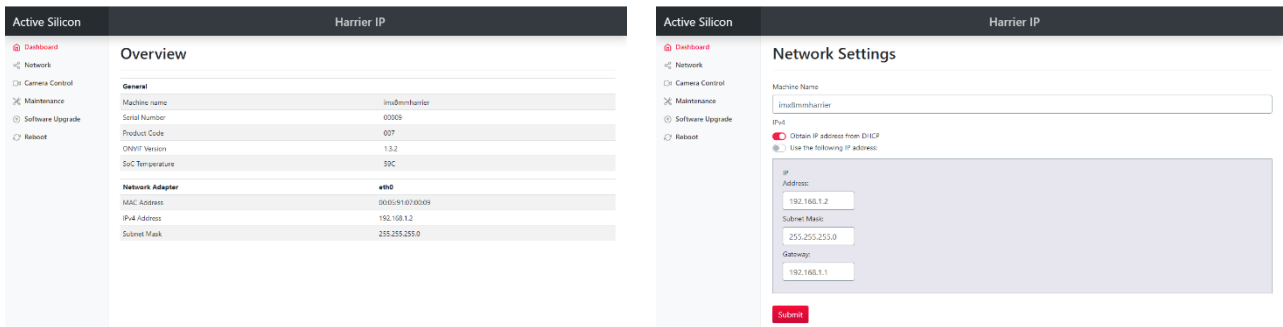 Active Silicon
Harrier IP
Dashboard
Network
Camera Control
Maintenance
Software Upgrade
Reboot
Overview
General
Machine name imx8mmharrier
Serial Number 00009
Product Code 007
ONVIF Version 1.3.2
SoC Temperature 59C
Network Adapter eth0
MAC Address 00:05:91:07:00:09
IPv4 Address 192.168.1.2
Subnet Mask 255.255.255.0
Active Silicon
Harrier IP
Dashboard
Network
Camera Control
Maintenance
Software Upgrade
Reboot
Network Settings
Machine Name
imx8mmharrier
IPv4
Obtain IP address from DHCP
Use the following IP address:
IP
Address:
192.168.1.2
Subnet Mask:
255.255.255.0
Gateway:
192.168.1.1
Submit